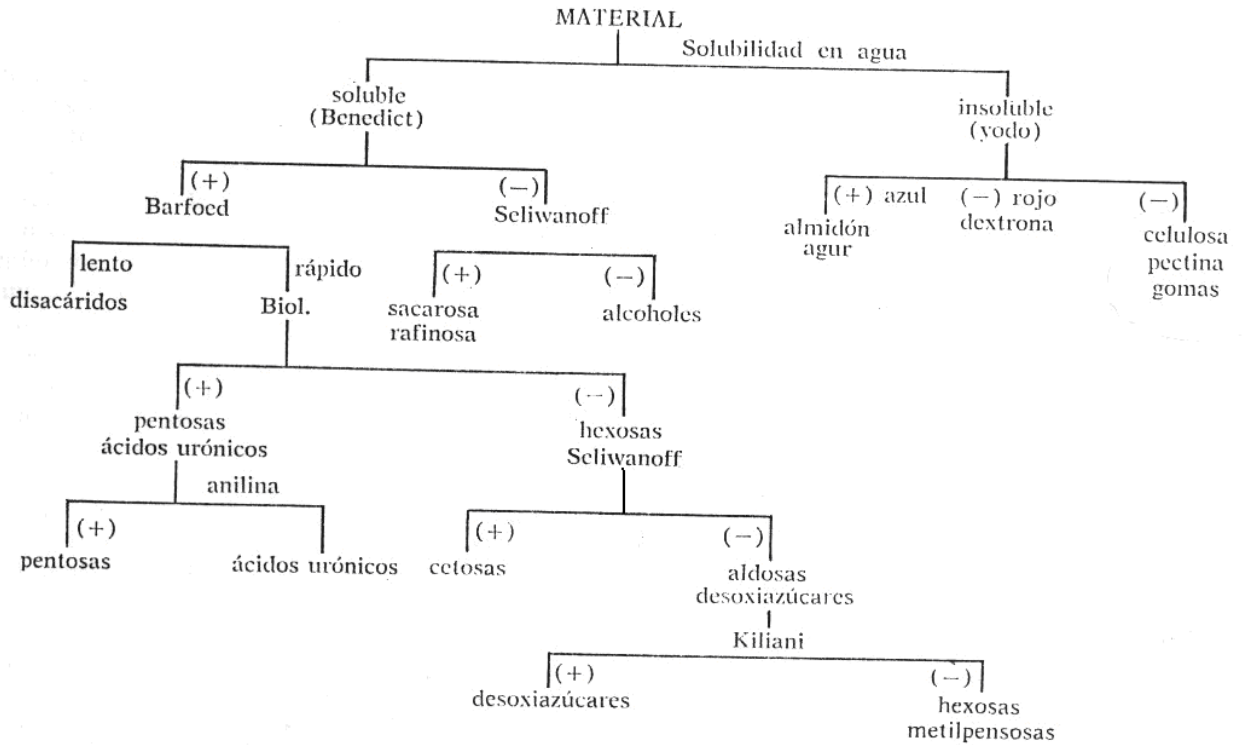 MATERIAL
Solubilidad en agua
soluble
(Benedict)
insoluble
(yodo)
(+)
Barfoed
(−)
Seliwanoff
(+) azul
almidón
agur
(−) rojo
dextrona
(−)
celulosa
pectina
gomas
lento
disacáridos
rápido
Biol.
(+)
sacarosa
rafinosa
(−)
alcoholes
(+)
pentosas
ácidos urónicos
(−)
hexosas
Seliwanoff
anilina
(+)
pentosas
ácidos urónicos
(+)
cetosas
(−)
aldosas
desoxiazúcares
Kiliani
(+)
desoxiazúcares
(−)
hexosas
metilpensosas